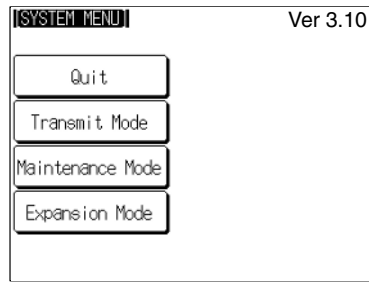 [SYSTEM MENU]
Ver 3.10
Quit
Transmit Mode
Maintenance Mode
Expansion Mode